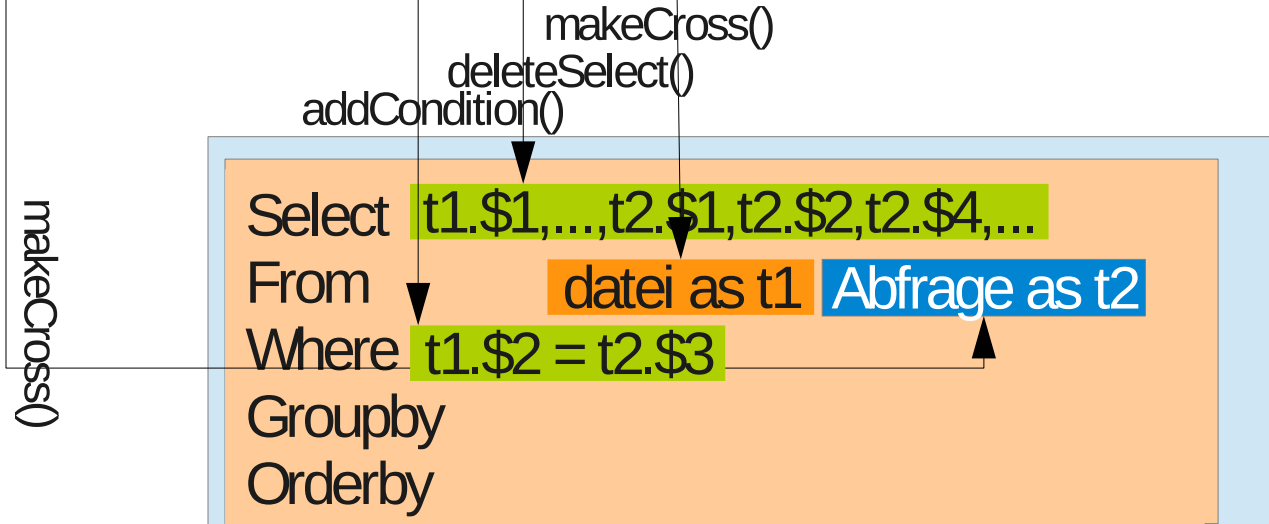 makeCross()
deleteSelect()
addCondition()
makeCross()
Select t1.$1,...,t2.$1,t2.$2,t2.$4,...
From datei as t1 Abfrage as t2
Where t1.$2 = t2.$3
Groupby
Orderby